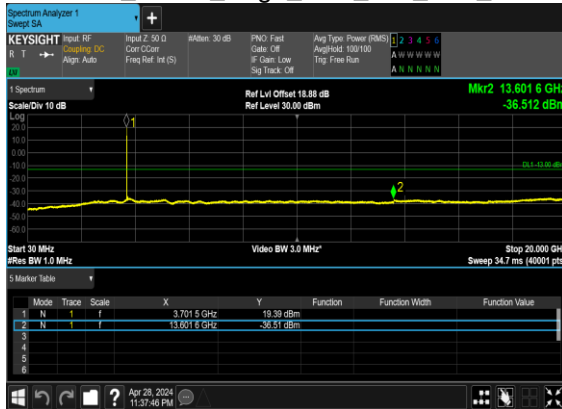 Spectrum Analyzer 1
Swept SA
+
KEYSIGHT
R T
LU
Input: RF
Coupling: DC
Align: Auto
Input Z: 50 Ω
Corr CCorr
Freq Ref: Int (S)
#Atten: 30 dB
PNO: Fast
Gate: Off
IF Gain: Low
Sig Track: Off
Avg Type: Power (RMS)
Avg|Hold: 100/100
Trig: Free Run
1 2 3 4 5 6
A W W W W W
A N N N N N
1 Spectrum
Scale/Div 10 dB
Ref Lvl Offset 18.88 dB
Ref Level 30.00 dBm
Mkr2 13.601 6 GHz
-36.512 dBm
Log
20.0
10.0
0.00
-10.0
-20.0
-30.0
-40.0
-50.0
-60.0
1
DL1 -13.00 dBm
2
Start 30 MHz
#Res BW 1.0 MHz
Video BW 3.0 MHz*
Stop 20.000 GHz
Sweep 34.7 ms (40001 pts)
5 Marker Table
Mode Trace Scale X Y Function Function Width Function Value
1 N 1 f 3.701 5 GHz 19.39 dBm
2 N 1 f 13.601 6 GHz -36.51 dBm
3
4
5
6
?
Apr 28, 2024
11:37:46 PM